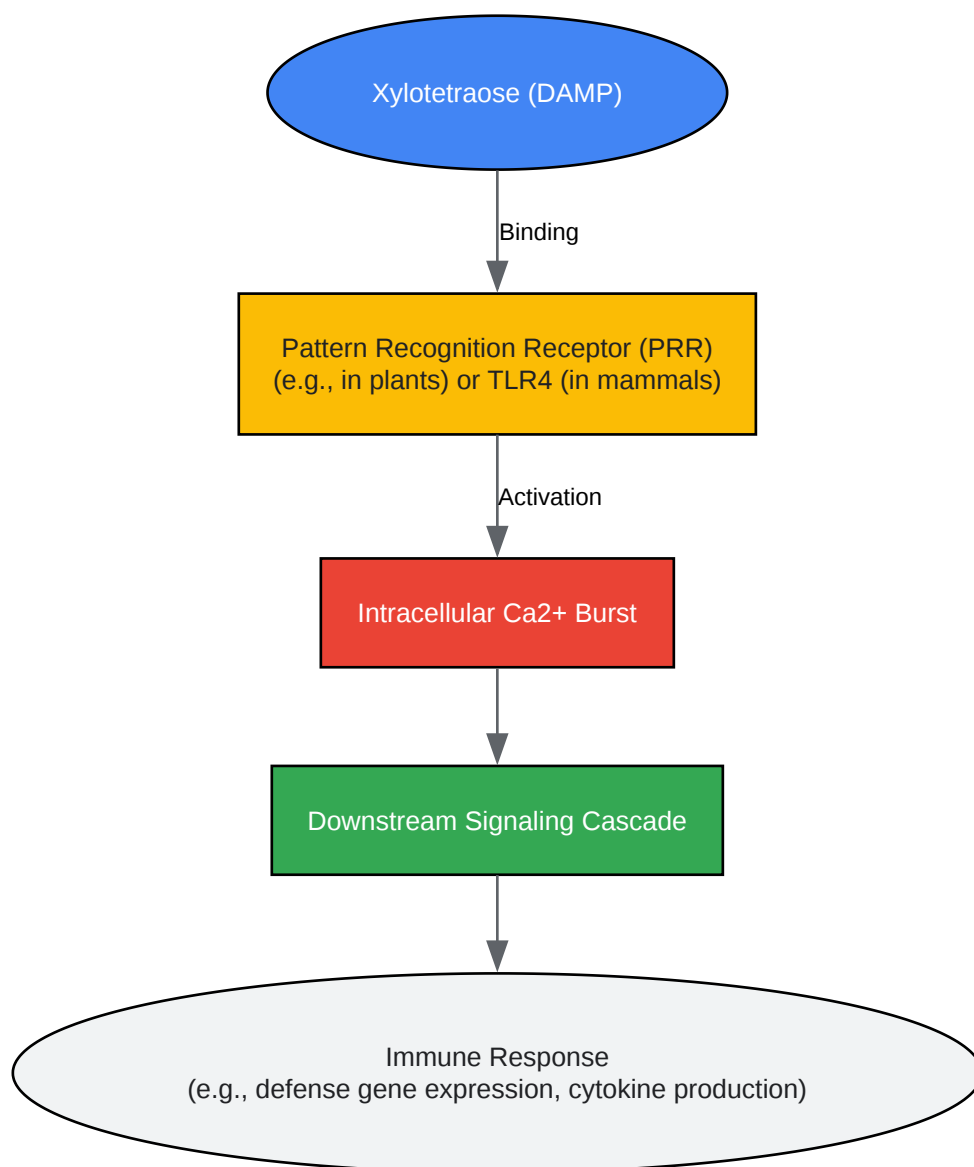 Xylotetraose (DAMP)
Binding
Pattern Recognition Receptor (PRR)
(e.g., in plants) or TLR4 (in mammals)
Activation
Intracellular Ca2+ Burst
Downstream Signaling Cascade
Immune Response
(e.g., defense gene expression, cytokine production)